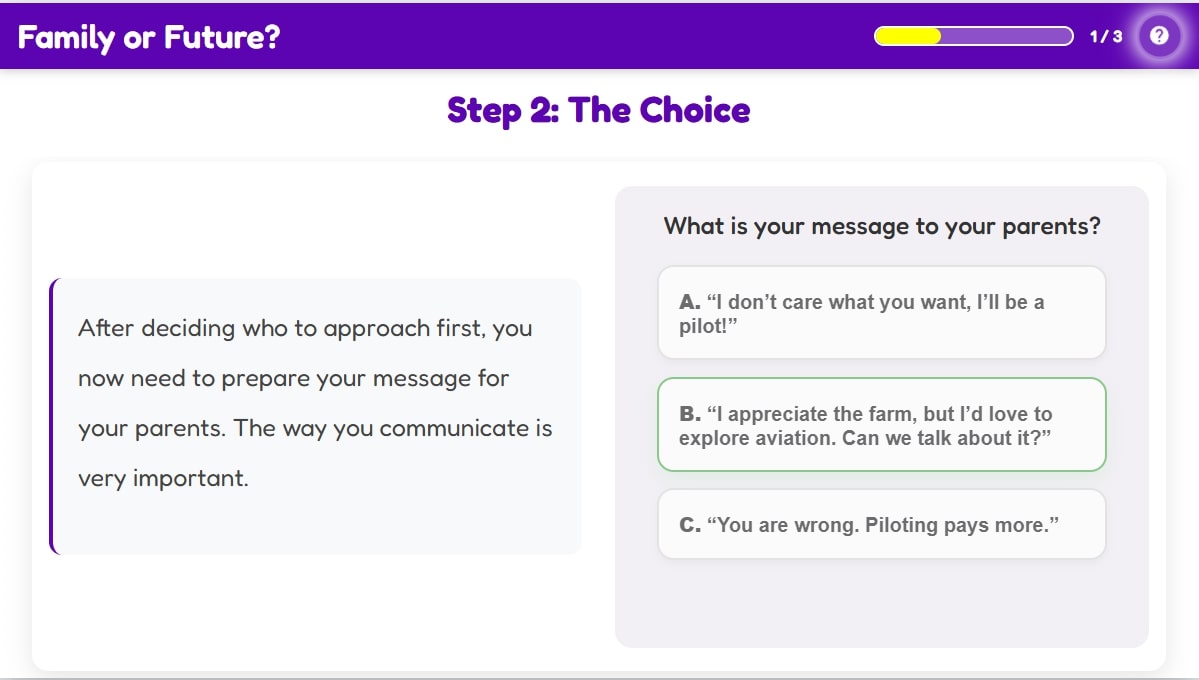 Family or Future?
1 / 3
?
Step 2: The Choice
After deciding who to approach first, you
now need to prepare your message for
your parents. The way you communicate is
very important.
What is your message to your parents?
A. “I don’t care what you want, I’ll be a
pilot!”
B. “I appreciate the farm, but I’d love to
explore aviation. Can we talk about it?”
C. “You are wrong. Piloting pays more.”